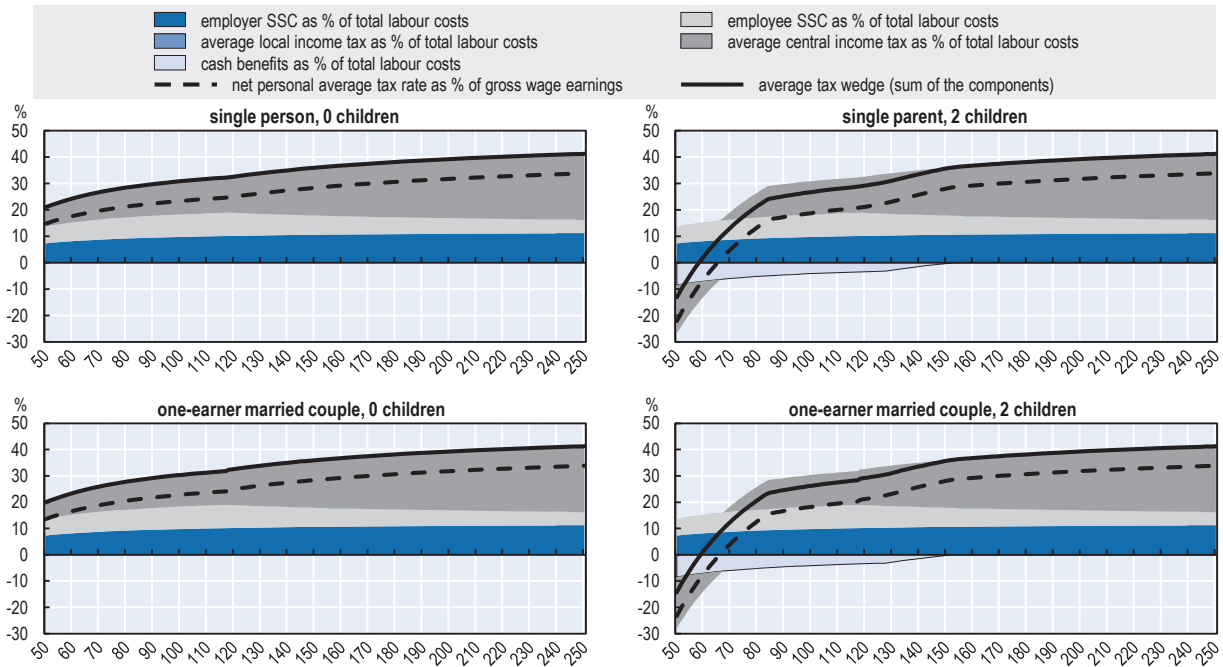 employer SSC as % of total labour costs
employee SSC as % of total labour costs
average local income tax as % of total labour costs
average central income tax as % of total labour costs
cash benefits as % of total labour costs
net personal average tax rate as % of gross wage earnings
average tax wedge (sum of the components)
%
single person, 0 children
50
40
30
20
10
0
-10
-20
-30
50 60 70 80 90 100 110 120 130 140 150 160 170 180 190 200 210 220 230 240 250
%
single parent, 2 children
50
40
30
20
10
0
-10
-20
-30
50 60 70 80 90 100 110 120 130 140 150 160 170 180 190 200 210 220 230 240 250
%
one-earner married couple, 0 children
50
40
30
20
10
0
-10
-20
-30
50 60 70 80 90 100 110 120 130 140 150 160 170 180 190 200 210 220 230 240 250
%
one-earner married couple, 2 children
50
40
30
20
10
0
-10
-20
-30
50 60 70 80 90 100 110 120 130 140 150 160 170 180 190 200 210 220 230 240 250